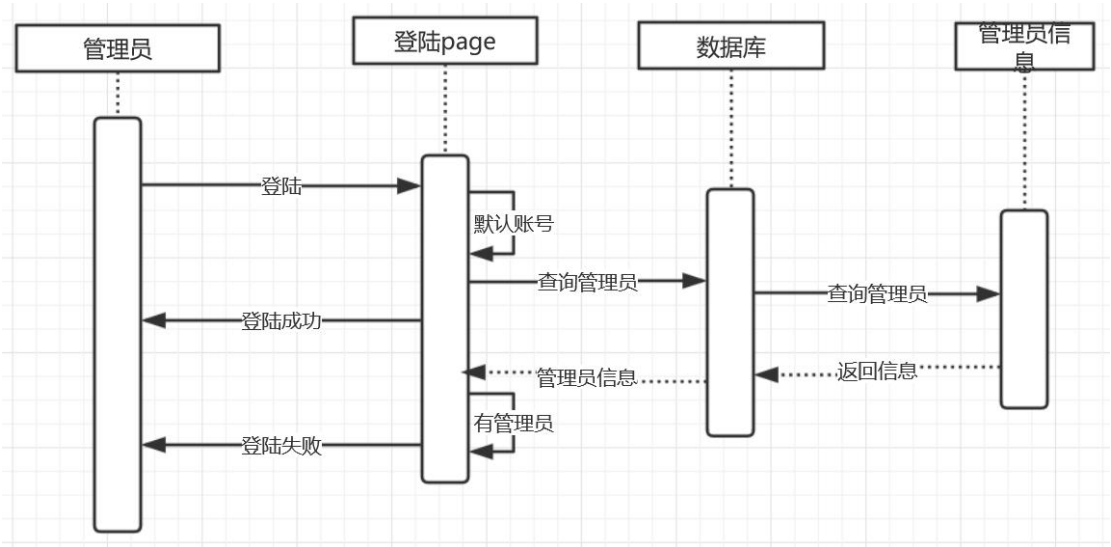 管理员
登陆page
数据库
管理员信
息
登陆
默认账号
查询管理员
查询管理员
登陆成功
返回信息
管理员信息
有管理员
登陆失败